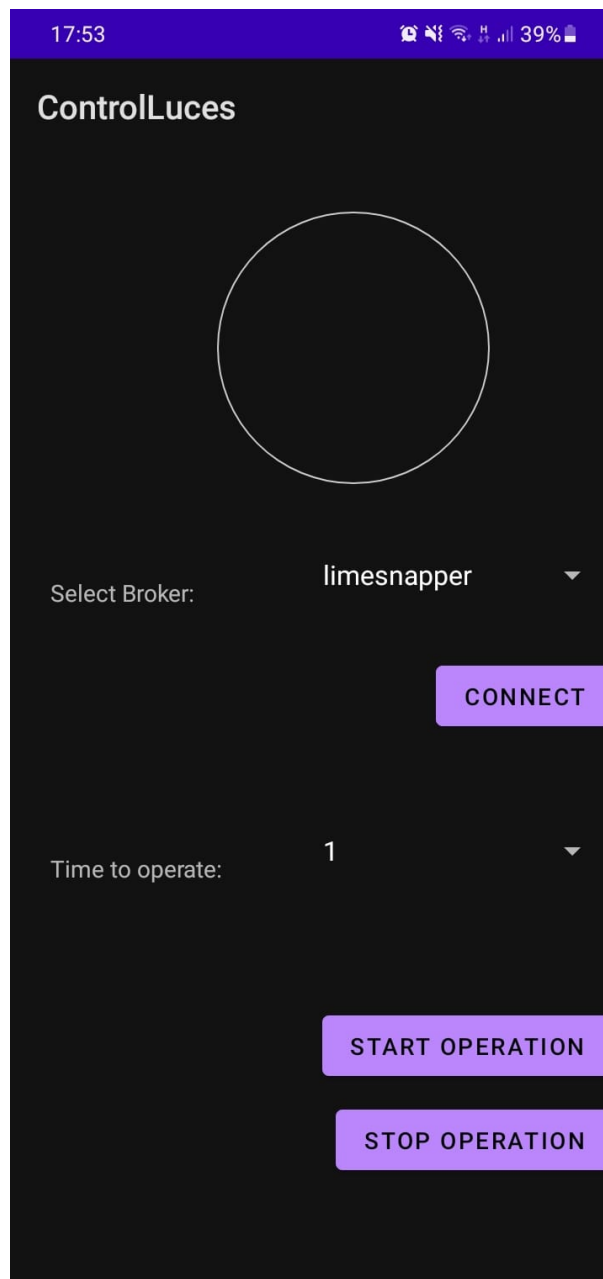 17:53 39%
ControlLuces
Select Broker: limesnapper
CONNECT
Time to operate: 1
START OPERATION
STOP OPERATION